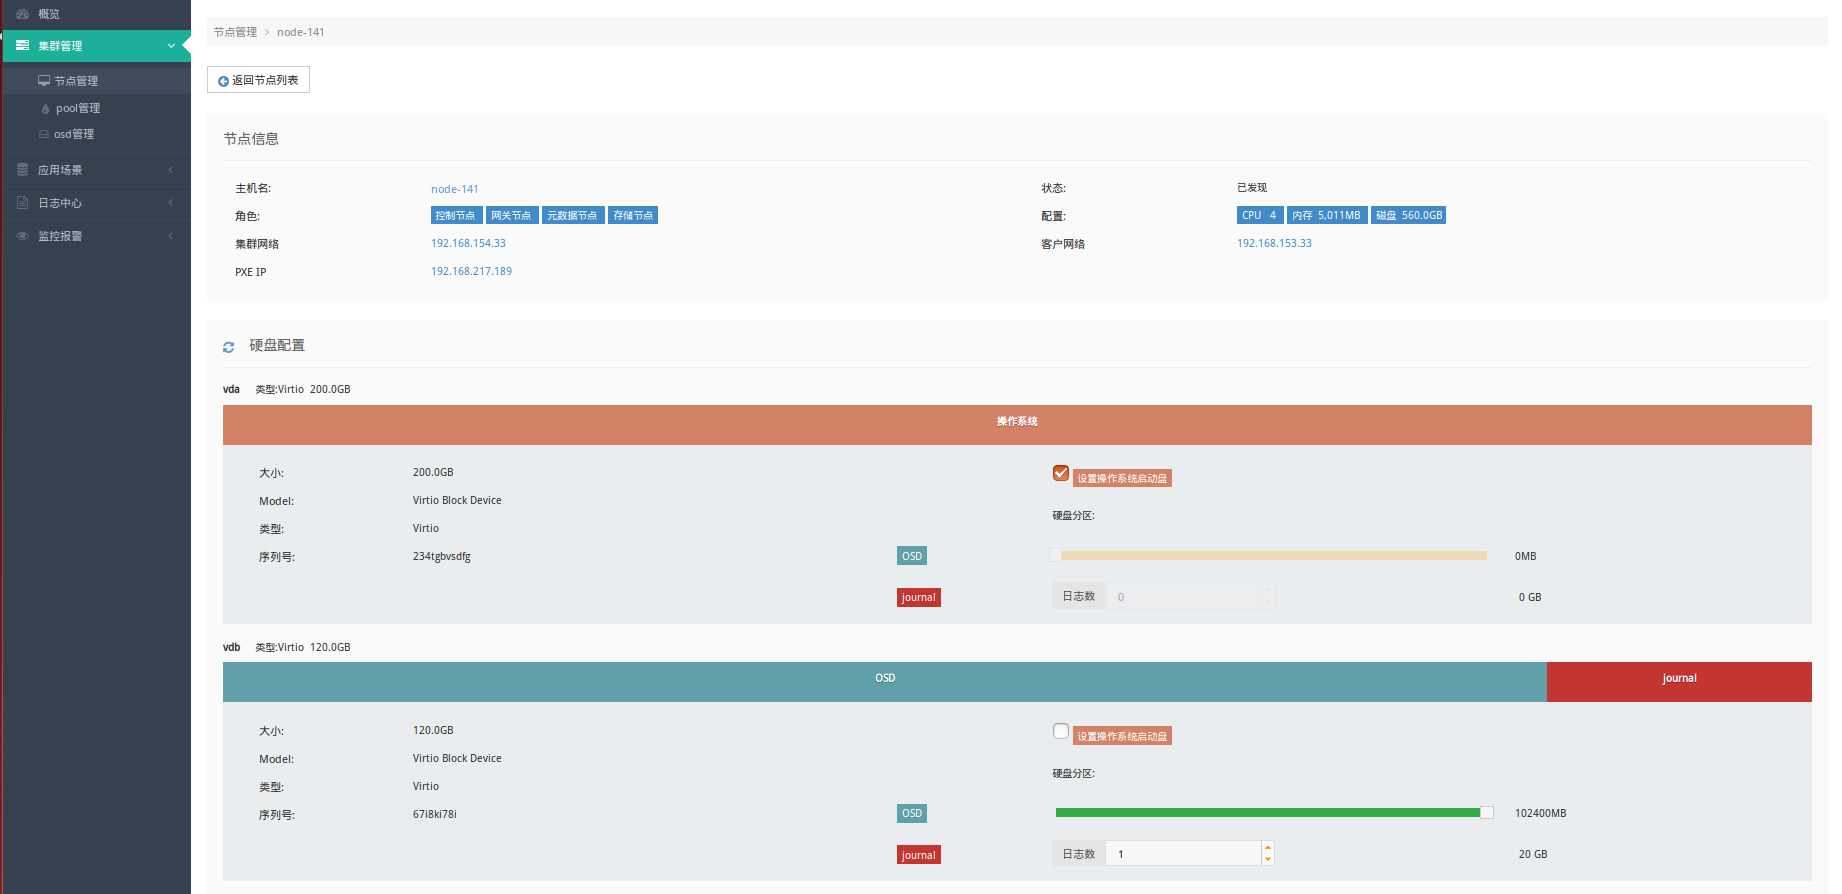 概览
集群管理
节点管理
pool管理
osd管理
应用场景
日志中心
监控报警
节点管理 > node-141
返回节点列表
节点信息
主机名: node-141 状态: 已发现
角色: 控制节点 网关节点 元数据节点 存储节点 配置: CPU 4 内存 5,011MB 磁盘 560.0GB
集群网络 192.168.154.33 客户网络 192.168.153.33
PXE IP 192.168.217.189
硬盘配置
vda 类型:Virtio 200.0GB
操作系统
大小: 200.0GB 设置操作系统启动盘
Model: Virtio Block Device
硬盘分区:
类型: Virtio
序列号: 234tgbvsdfg OSD 0MB
journal 日志数 0 0 GB
vdb 类型:Virtio 120.0GB
OSD journal
大小: 120.0GB 设置操作系统启动盘
Model: Virtio Block Device
硬盘分区:
类型: Virtio
序列号: 67i8ki78i OSD 102400MB
journal 日志数 1 20 GB